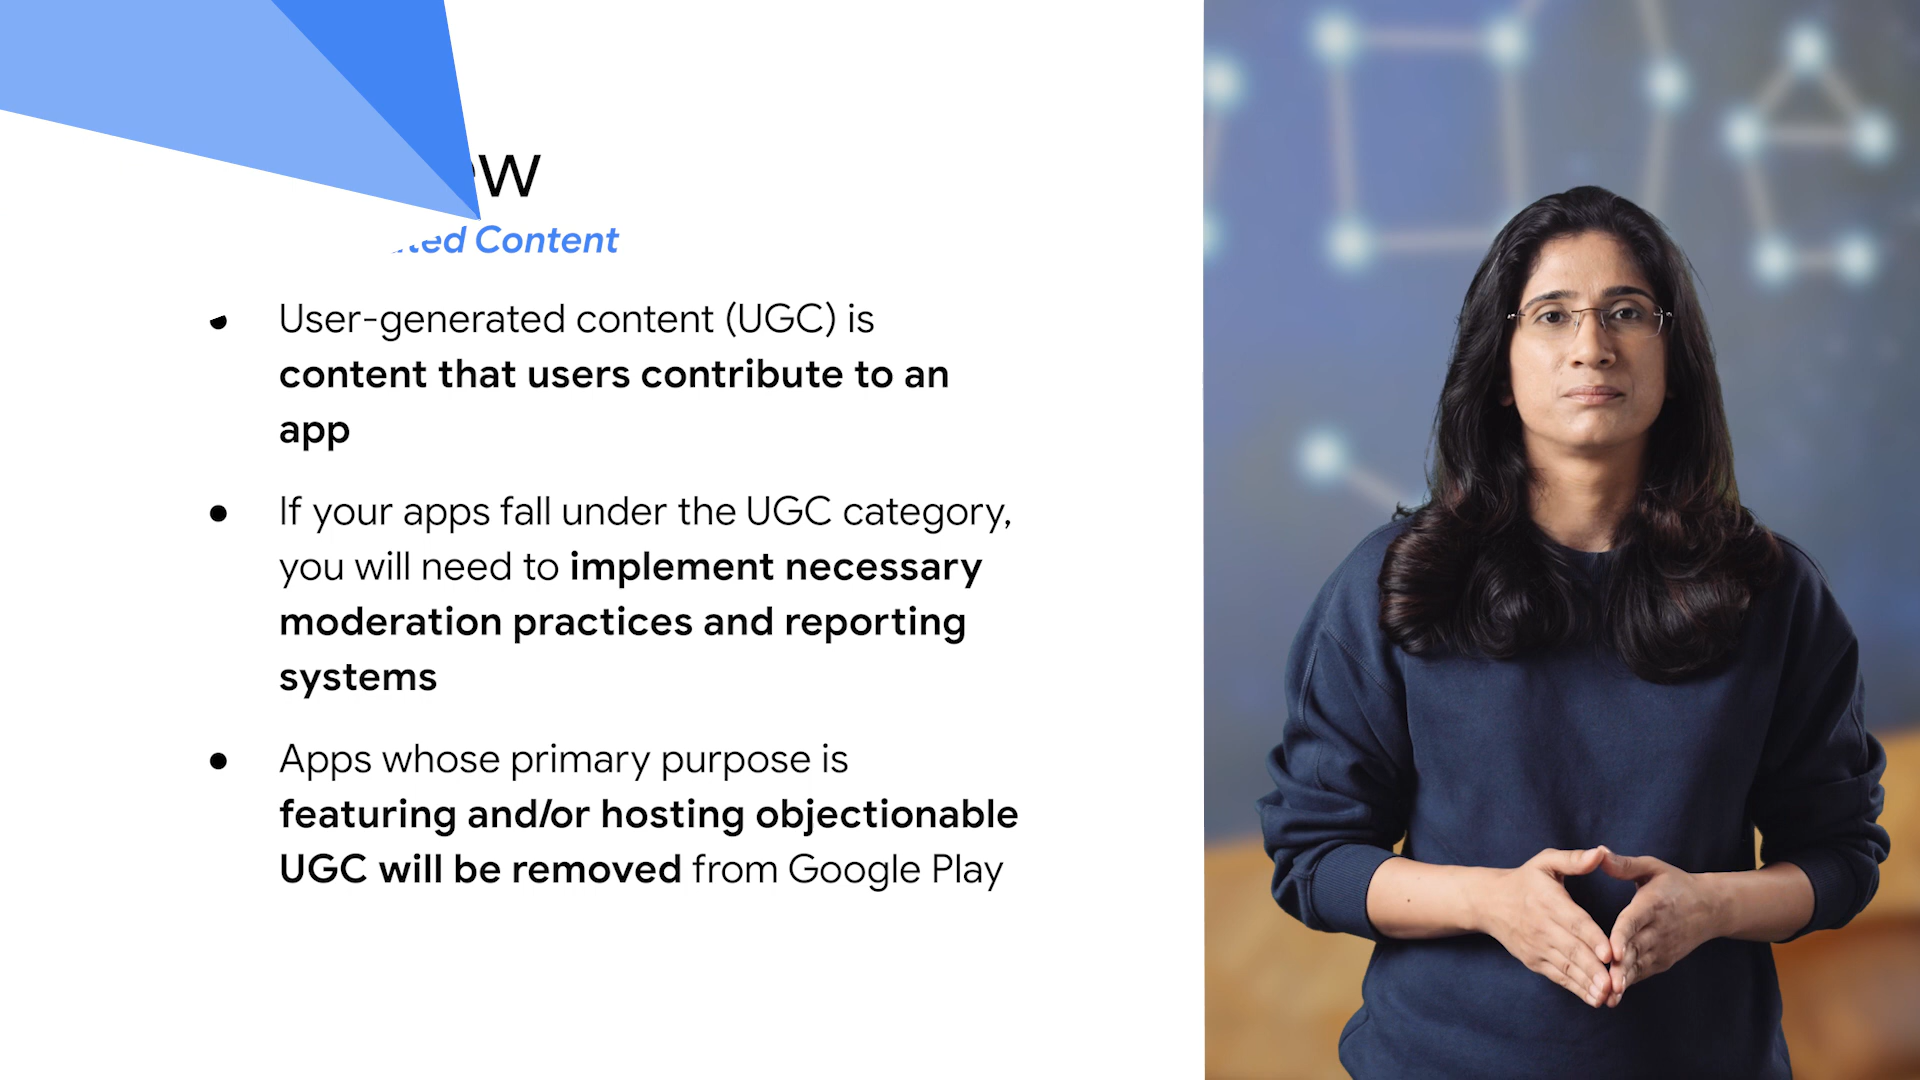 Content
User-generated content (UGC) is
content that users contribute to an
app
If your apps fall under the UGC category,
you will need to implement necessary
moderation practices and reporting
systems
Apps whose primary purpose is
featuring and/or hosting objectionable
UGC will be removed from Google Play